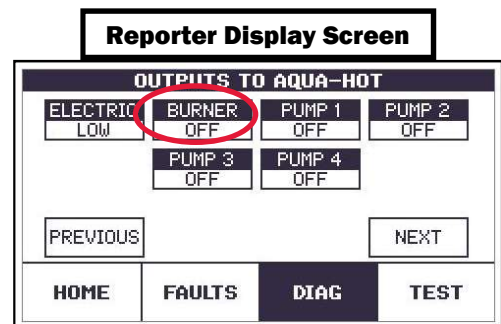 Reporter Display Screen
OUTPUTS TO AQUA-HOT
ELECTRIC BURNER PUMP 1 PUMP 2
LOW OFF OFF OFF
PUMP 3 PUMP 4
OFF OFF
PREVIOUS NEXT
HOME FAULTS DIAG TEST